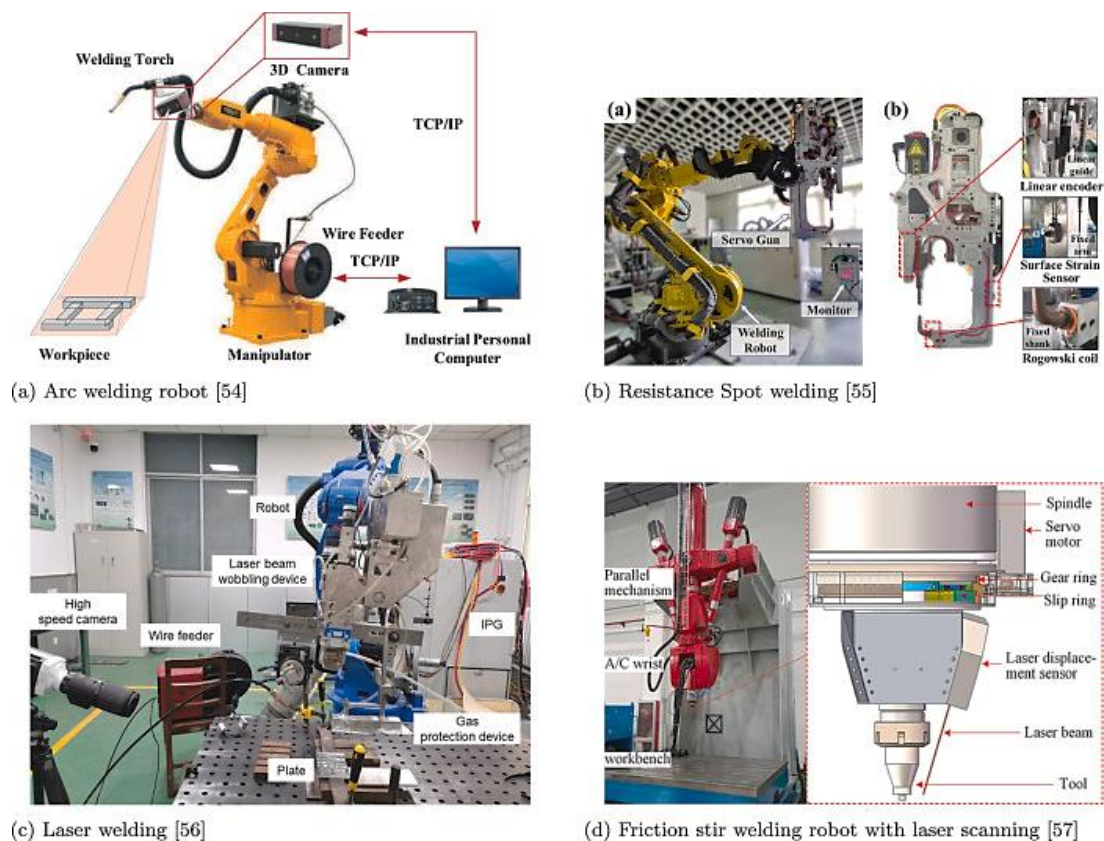 Welding Torch
3D Camera
TCP/IP
Wire Feeder
TCP/IP
Workpiece
Manipulator
Industrial Personal
Computer
(a) Arc welding robot [54]
(a)
Servo Gun
Monitor
Welding
Robot
(b)
Linear
guide
Linear encoder
Fixed
arm
Surface Strain
Sensor
Fixed
shank
Rogowski coil
(b) Resistance Spot welding [55]
Robot
Laser beam
wobbling device
High
speed camera
Wire feeder
IPG
Gas
protection device
Plate
(c) Laser welding [56]
Parallel
mechanism
A/C wrist
workbench
Spindle
Servo
motor
Gear ring
Slip ring
Laser displace-
ment sensor
Laser beam
Tool
(d) Friction stir welding robot with laser scanning [57]